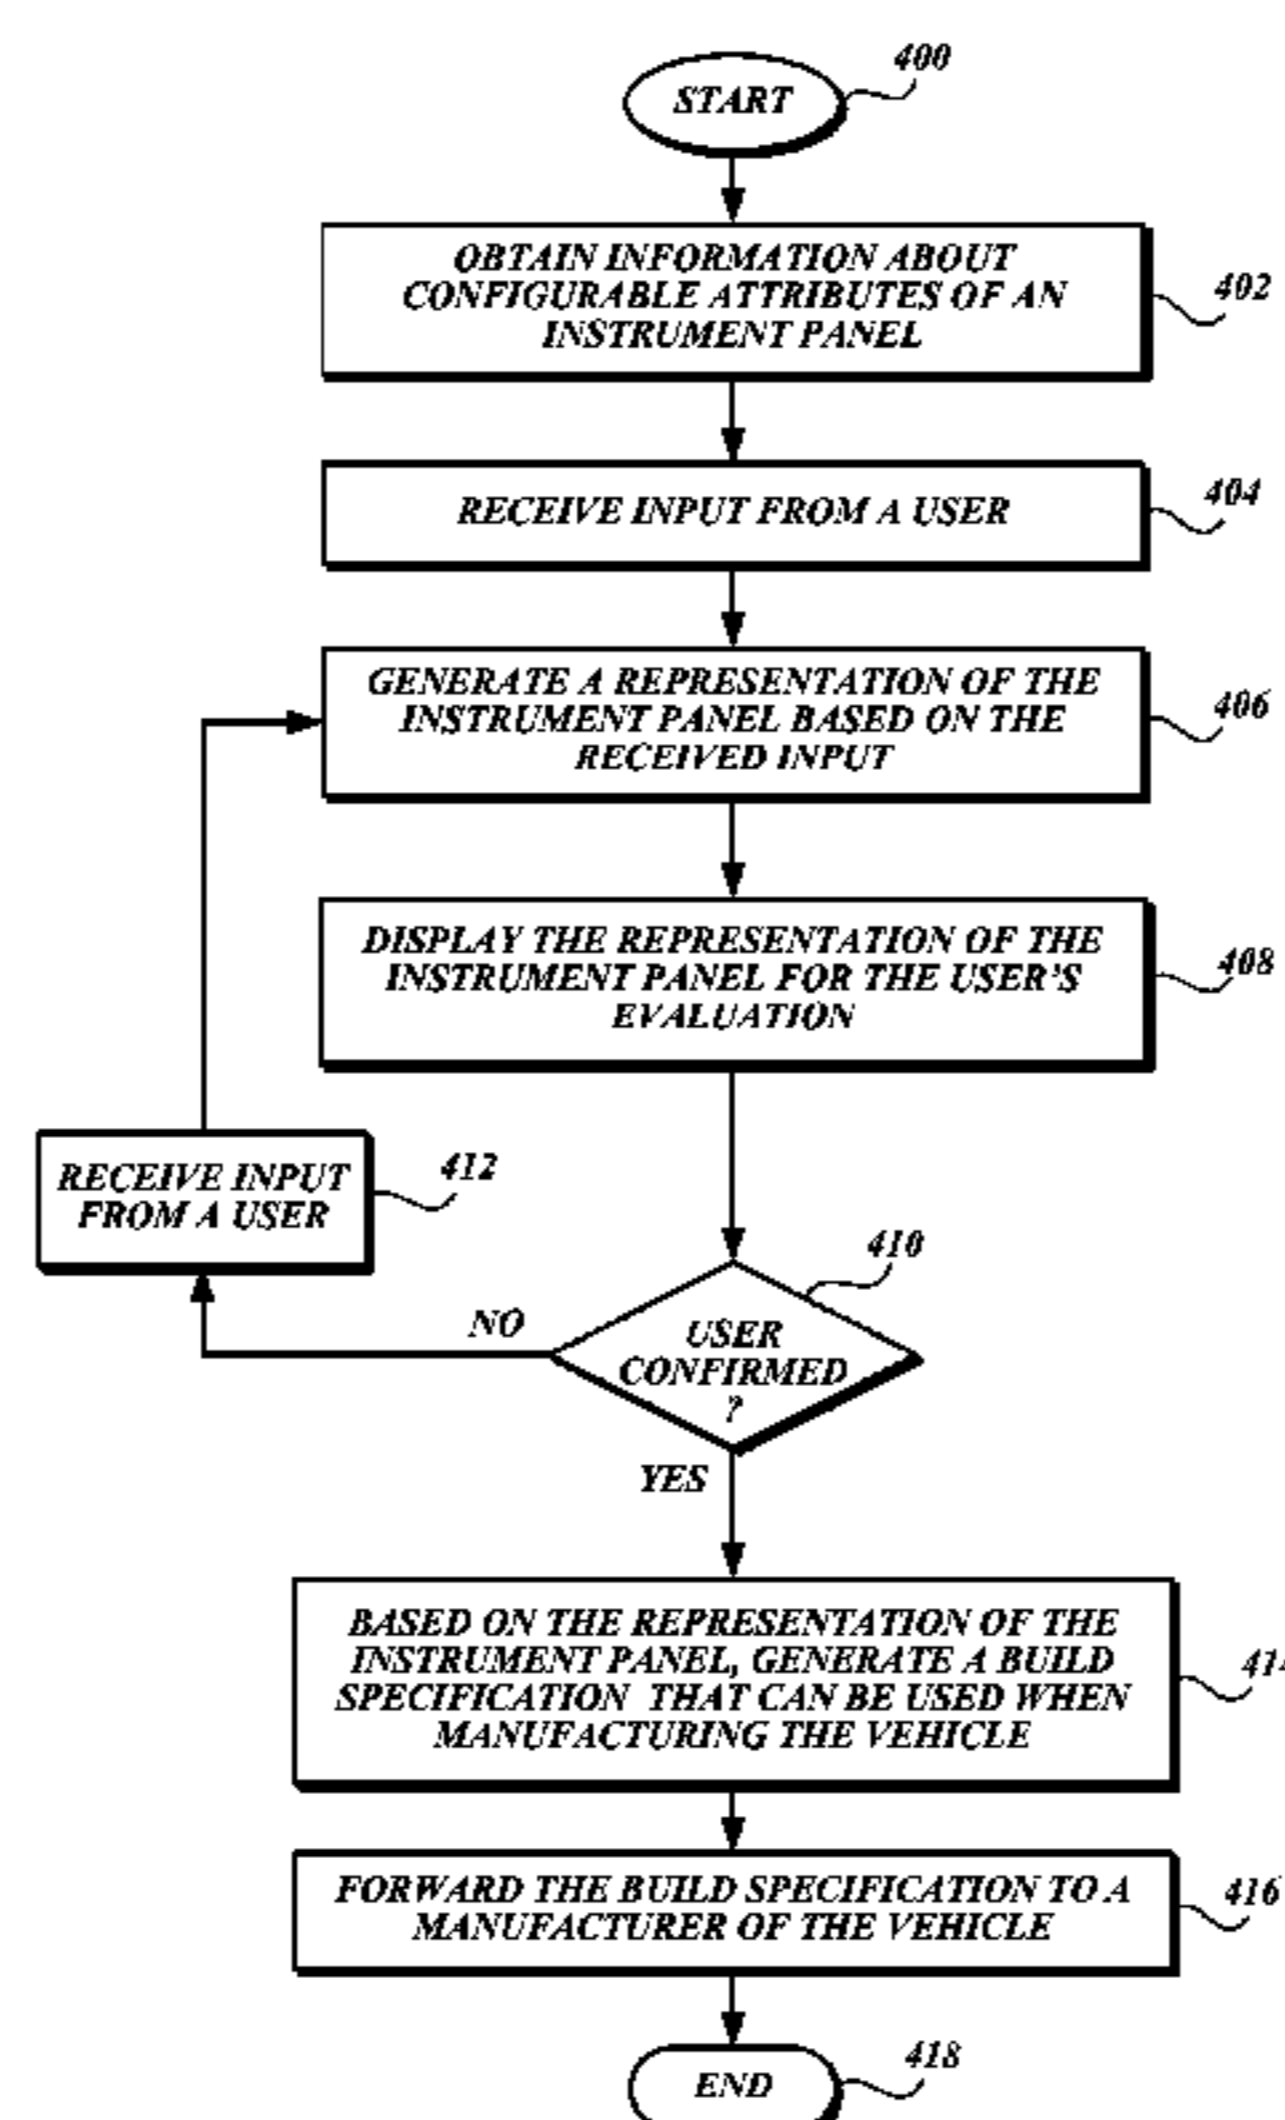 400
START
OBTAIN INFORMATION ABOUT
CONFIGURABLE ATTRIBUTES OF AN
INSTRUMENT PANEL
402
RECEIVE INPUT FROM A USER
404
GENERATE A REPRESENTATION OF THE
INSTRUMENT PANEL BASED ON THE
RECEIVED INPUT
406
DISPLAY THE REPRESENTATION OF THE
INSTRUMENT PANEL FOR THE USER'S
EVALUATION
408
RECEIVE INPUT
FROM A USER
412
410
NO
USER
CONFIRMED
?
YES
BASED ON THE REPRESENTATION OF THE
INSTRUMENT PANEL, GENERATE A BUILD
SPECIFICATION THAT CAN BE USED WHEN
MANUFACTURING THE VEHICLE
FORWARD THE BUILD SPECIFICATION TO A
MANUFACTURER OF THE VEHICLE
416
END
418